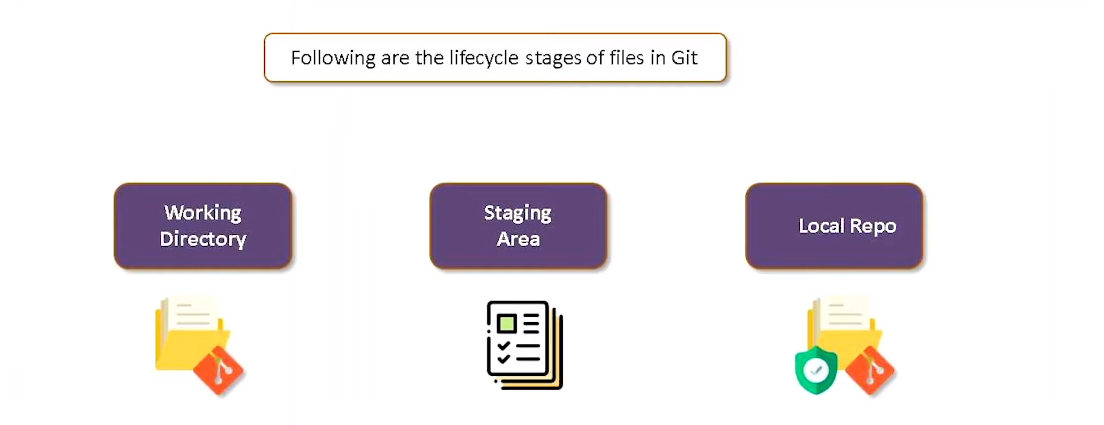 Following are the lifecycle stages of files in Git
Working
Directory
Staging
Area
Local Repo